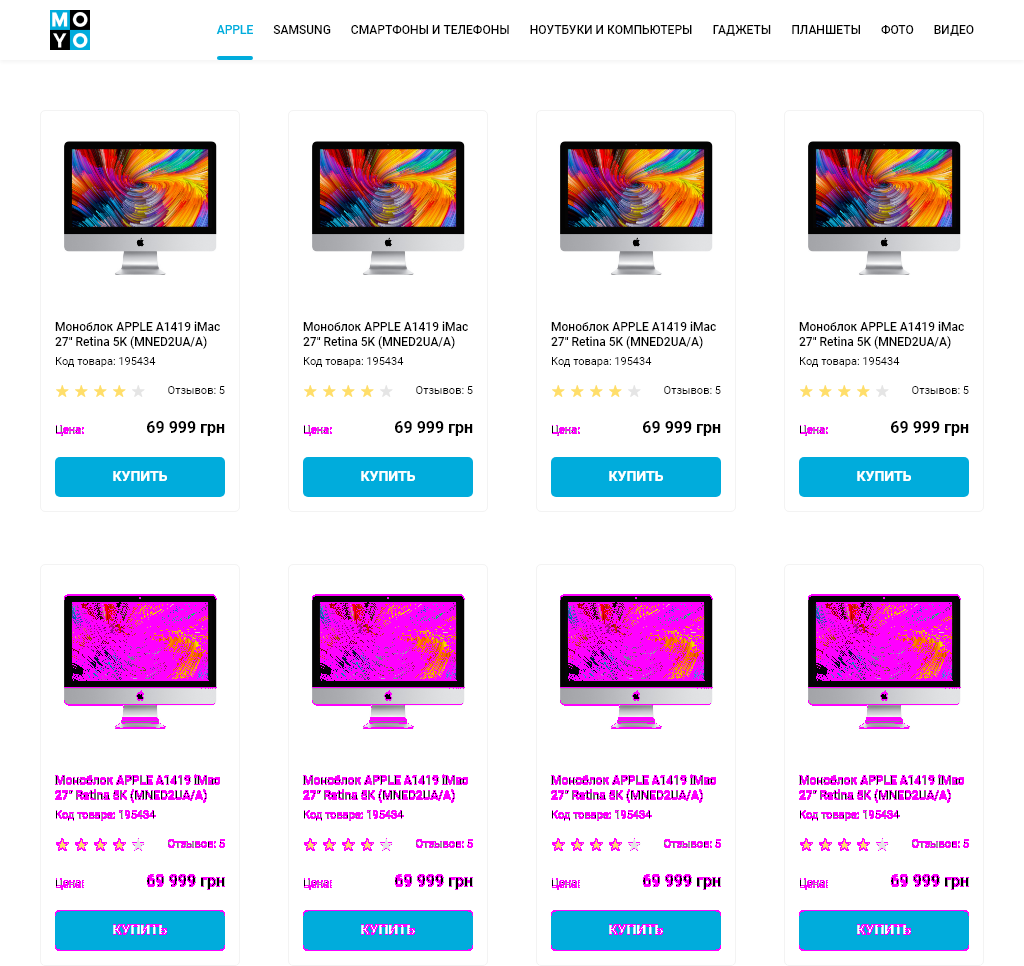 MOYO
APPLE SAMSUNG СМАРТФОНЫ И ТЕЛЕФОНЫ НОУТБУКИ И КОМПЬЮТЕРЫ ГАДЖЕТЫ ПЛАНШЕТЫ ФОТО ВИДЕО
Моноблок APPLE A1419 iMac
27" Retina 5K (MNED2UA/A)
Код товара: 195434
Отзывов: 5
Цена: 69 999 грн
КУПИТЬ
Моноблок APPLE A1419 iMac
27" Retina 5K (MNED2UA/A)
Код товара: 195434
Отзывов: 5
Цена: 69 999 грн
КУПИТЬ
Моноблок APPLE A1419 iMac
27" Retina 5K (MNED2UA/A)
Код товара: 195434
Отзывов: 5
Цена: 69 999 грн
КУПИТЬ
Моноблок APPLE A1419 iMac
27" Retina 5K (MNED2UA/A)
Код товара: 195434
Отзывов: 5
Цена: 69 999 грн
КУПИТЬ
Моноблок APPLE A1419 iMac
27" Retina 5K (MNED2UA/A)
Код товара: 195434
Отзывов: 5
Цена: 69 999 грн
КУПИТЬ
Моноблок APPLE A1419 iMac
27" Retina 5K (MNED2UA/A)
Код товара: 195434
Отзывов: 5
Цена: 69 999 грн
КУПИТЬ
Моноблок APPLE A1419 iMac
27" Retina 5K (MNED2UA/A)
Код товара: 195434
Отзывов: 5
Цена: 69 999 грн
КУПИТЬ
Моноблок APPLE A1419 iMac
27" Retina 5K (MNED2UA/A)
Код товара: 195434
Отзывов: 5
Цена: 69 999 грн
КУПИТЬ